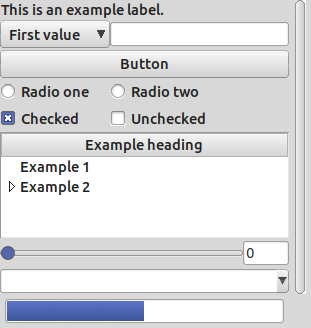 This is an example label.
First value
Button
Radio one Radio two
Checked Unchecked
Example heading
Example 1
Example 2
0